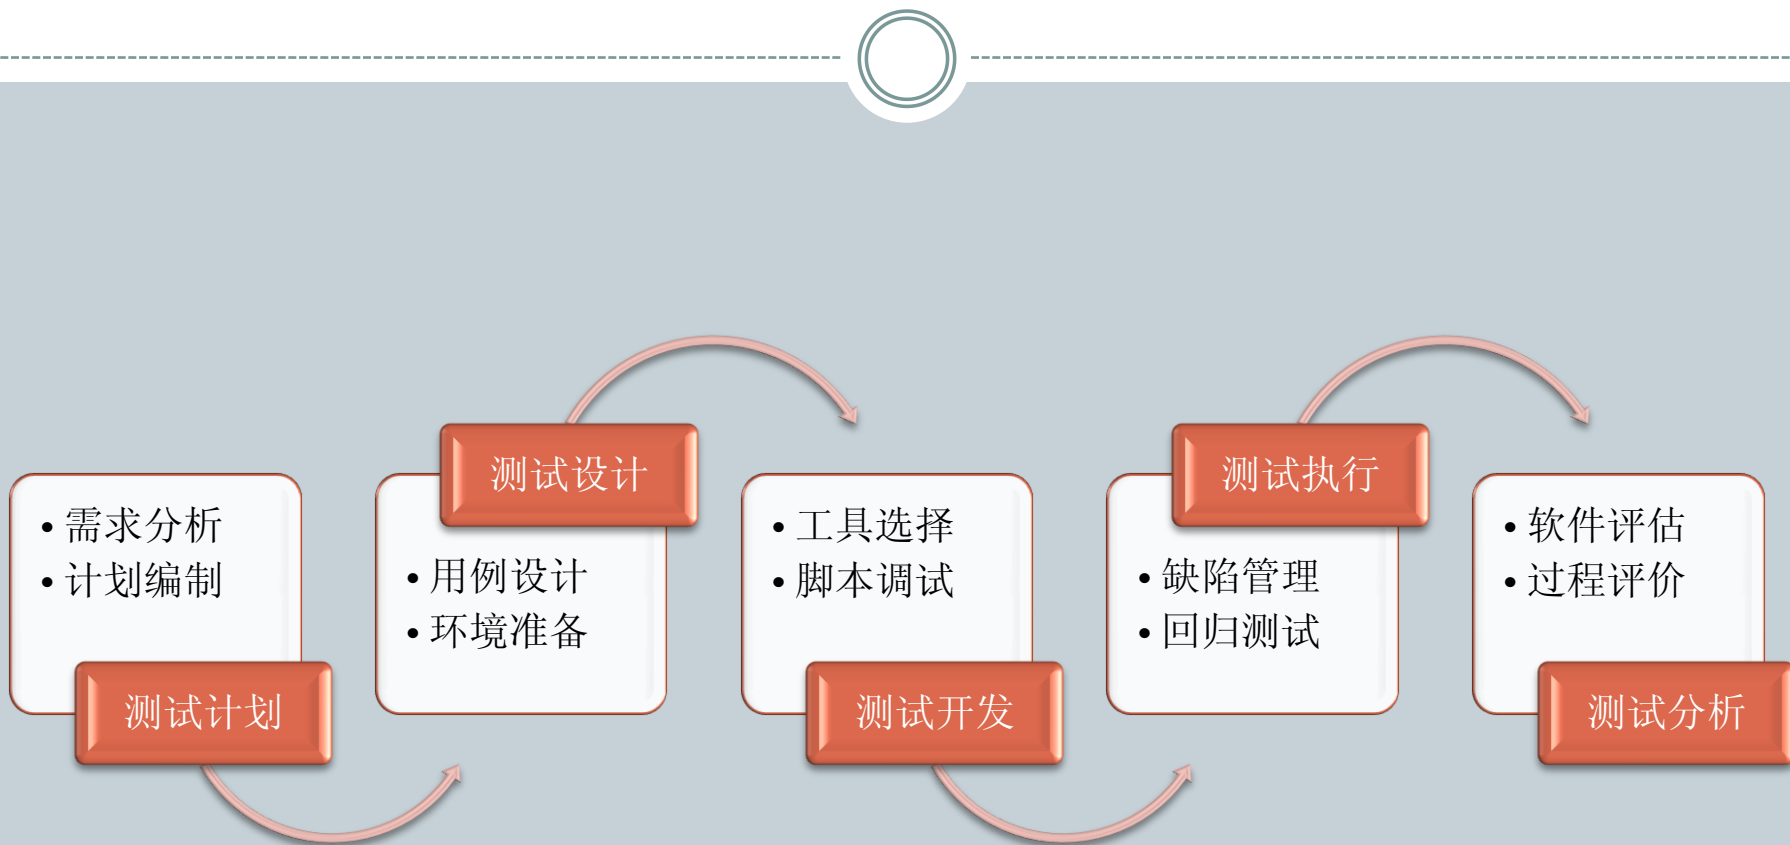 • 需求分析
• 计划编制
测试计划
测试设计
• 用例设计
• 环境准备
• 工具选择
• 脚本调试
测试开发
测试执行
• 缺陷管理
• 回归测试
• 软件评估
• 过程评价
测试分析